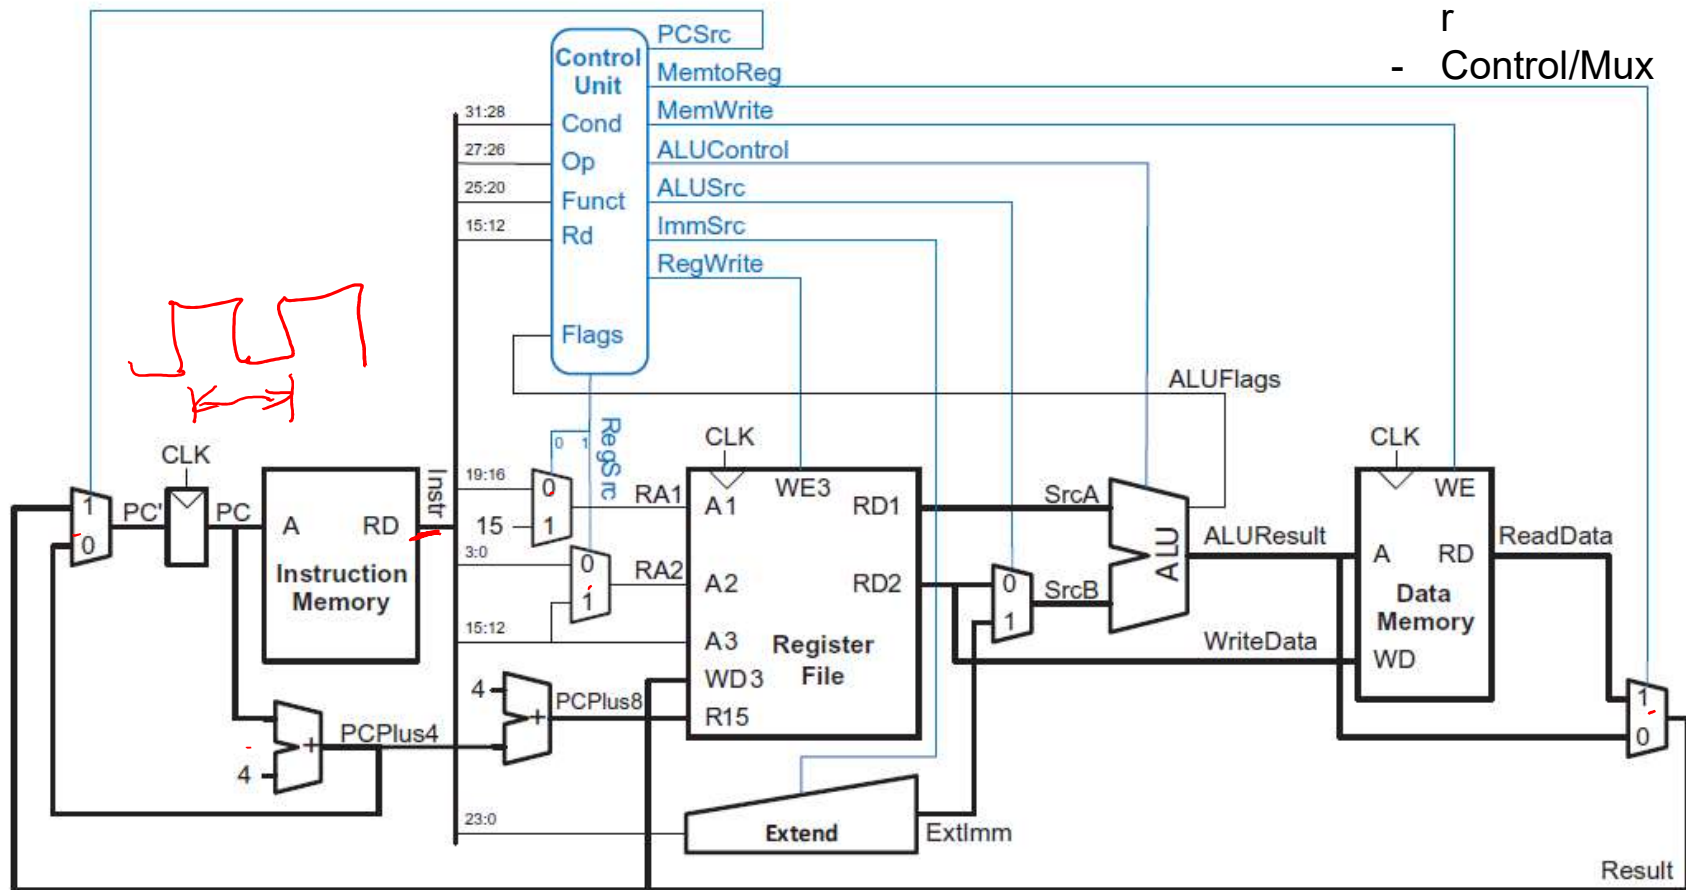 r
- Control/Mux
PCSrc
Control
Unit
MemtoReg
31:28
Cond
MemWrite
27:26
Op
ALUControl
25:20
Funct
ALUSrc
15:12
Rd
ImmSrc
RegWrite
Flags
ALUFlags
CLK
PC'
PC
1
0
A
RD
Instruction
Memory
Instr
0 1
RegSrc
19:16
15
0
1
RA1
3:0
0
1
RA2
15:12
CLK
A1
WE3
RD1
A2
RD2
A3
Register
File
WD3
R15
4
+
PCPlus8
4
+
PCPlus4
SrcA
0
1
SrcB
ALU
ALUResult
WriteData
CLK
WE
A
RD
Data
Memory
WD
ReadData
1
0
23:0
Extend
ExtImm
Result